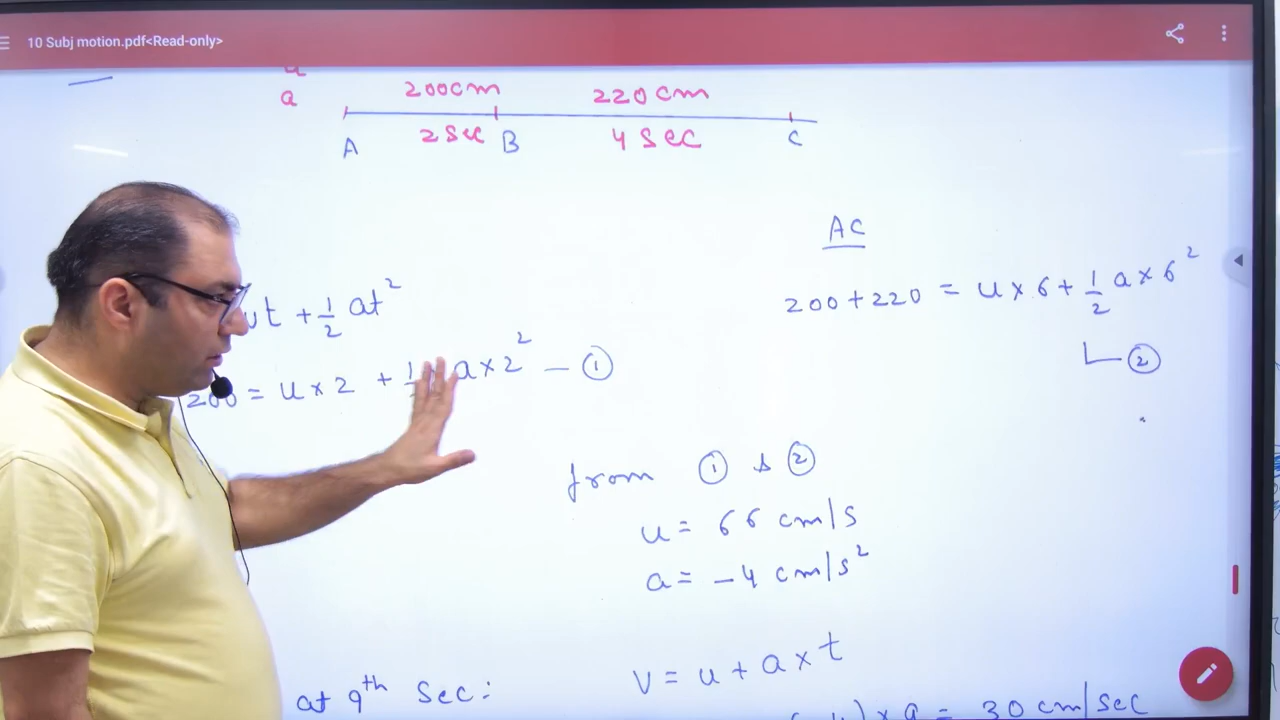 10 Subj motion.pdf<Read-only>
a
200cm 220 cm
2 Sec 4 Sec
A B C
AC
ut + 1/2 at²
200 + 220 = u × 6 + 1/2 a × 6²
② 
200 = u × 2 + a × 2² — ①
from ① & ②
u = 66 cm/s
a = -4 cm/s²
v = u + a × t
at 9th Sec:
) × 9 = 30 cm/sec